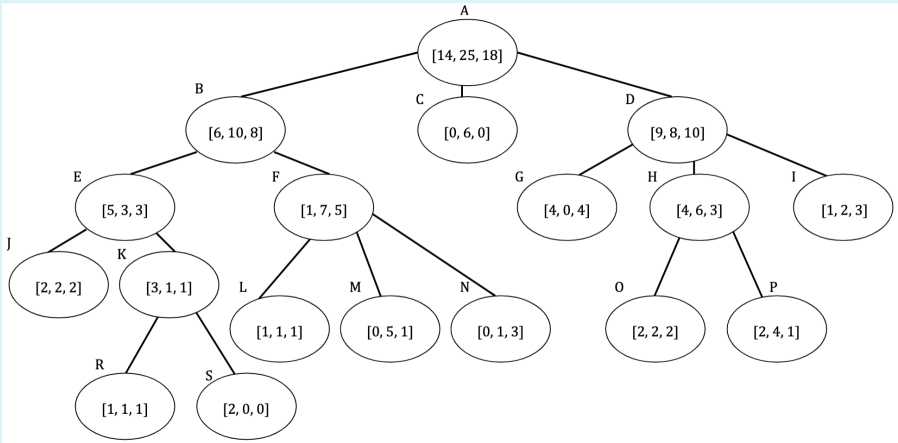 A
[14, 25, 18]
B
[6, 10, 8]
C
[0, 6, 0]
D
[9, 8, 10]
E
[5, 3, 3]
F
[1, 7, 5]
G
[4, 0, 4]
H
[4, 6, 3]
I
[1, 2, 3]
J
[2, 2, 2]
K
[3, 1, 1]
L
[1, 1, 1]
M
[0, 5, 1]
N
[0, 1, 3]
O
[2, 2, 2]
P
[2, 4, 1]
R
[1, 1, 1]
S
[2, 0, 0]